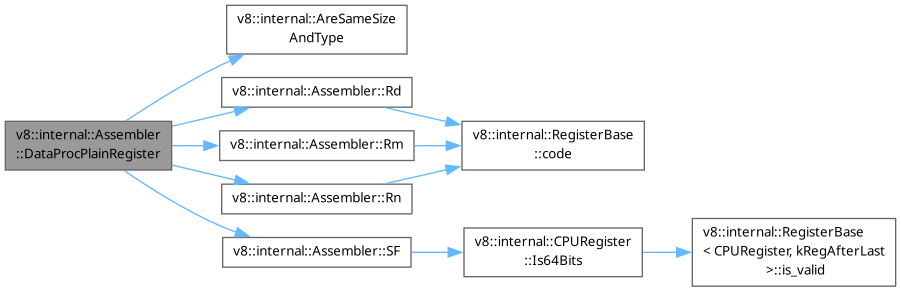 v8::internal::Assembler
::DataProcPlainRegister
v8::internal::AreSameSize
AndType
v8::internal::Assembler::Rd
v8::internal::Assembler::Rm
v8::internal::Assembler::Rn
v8::internal::Assembler::SF
v8::internal::RegisterBase
::code
v8::internal::CPURegister
::Is64Bits
v8::internal::RegisterBase
< CPURegister, kRegAfterLast
>::is_valid